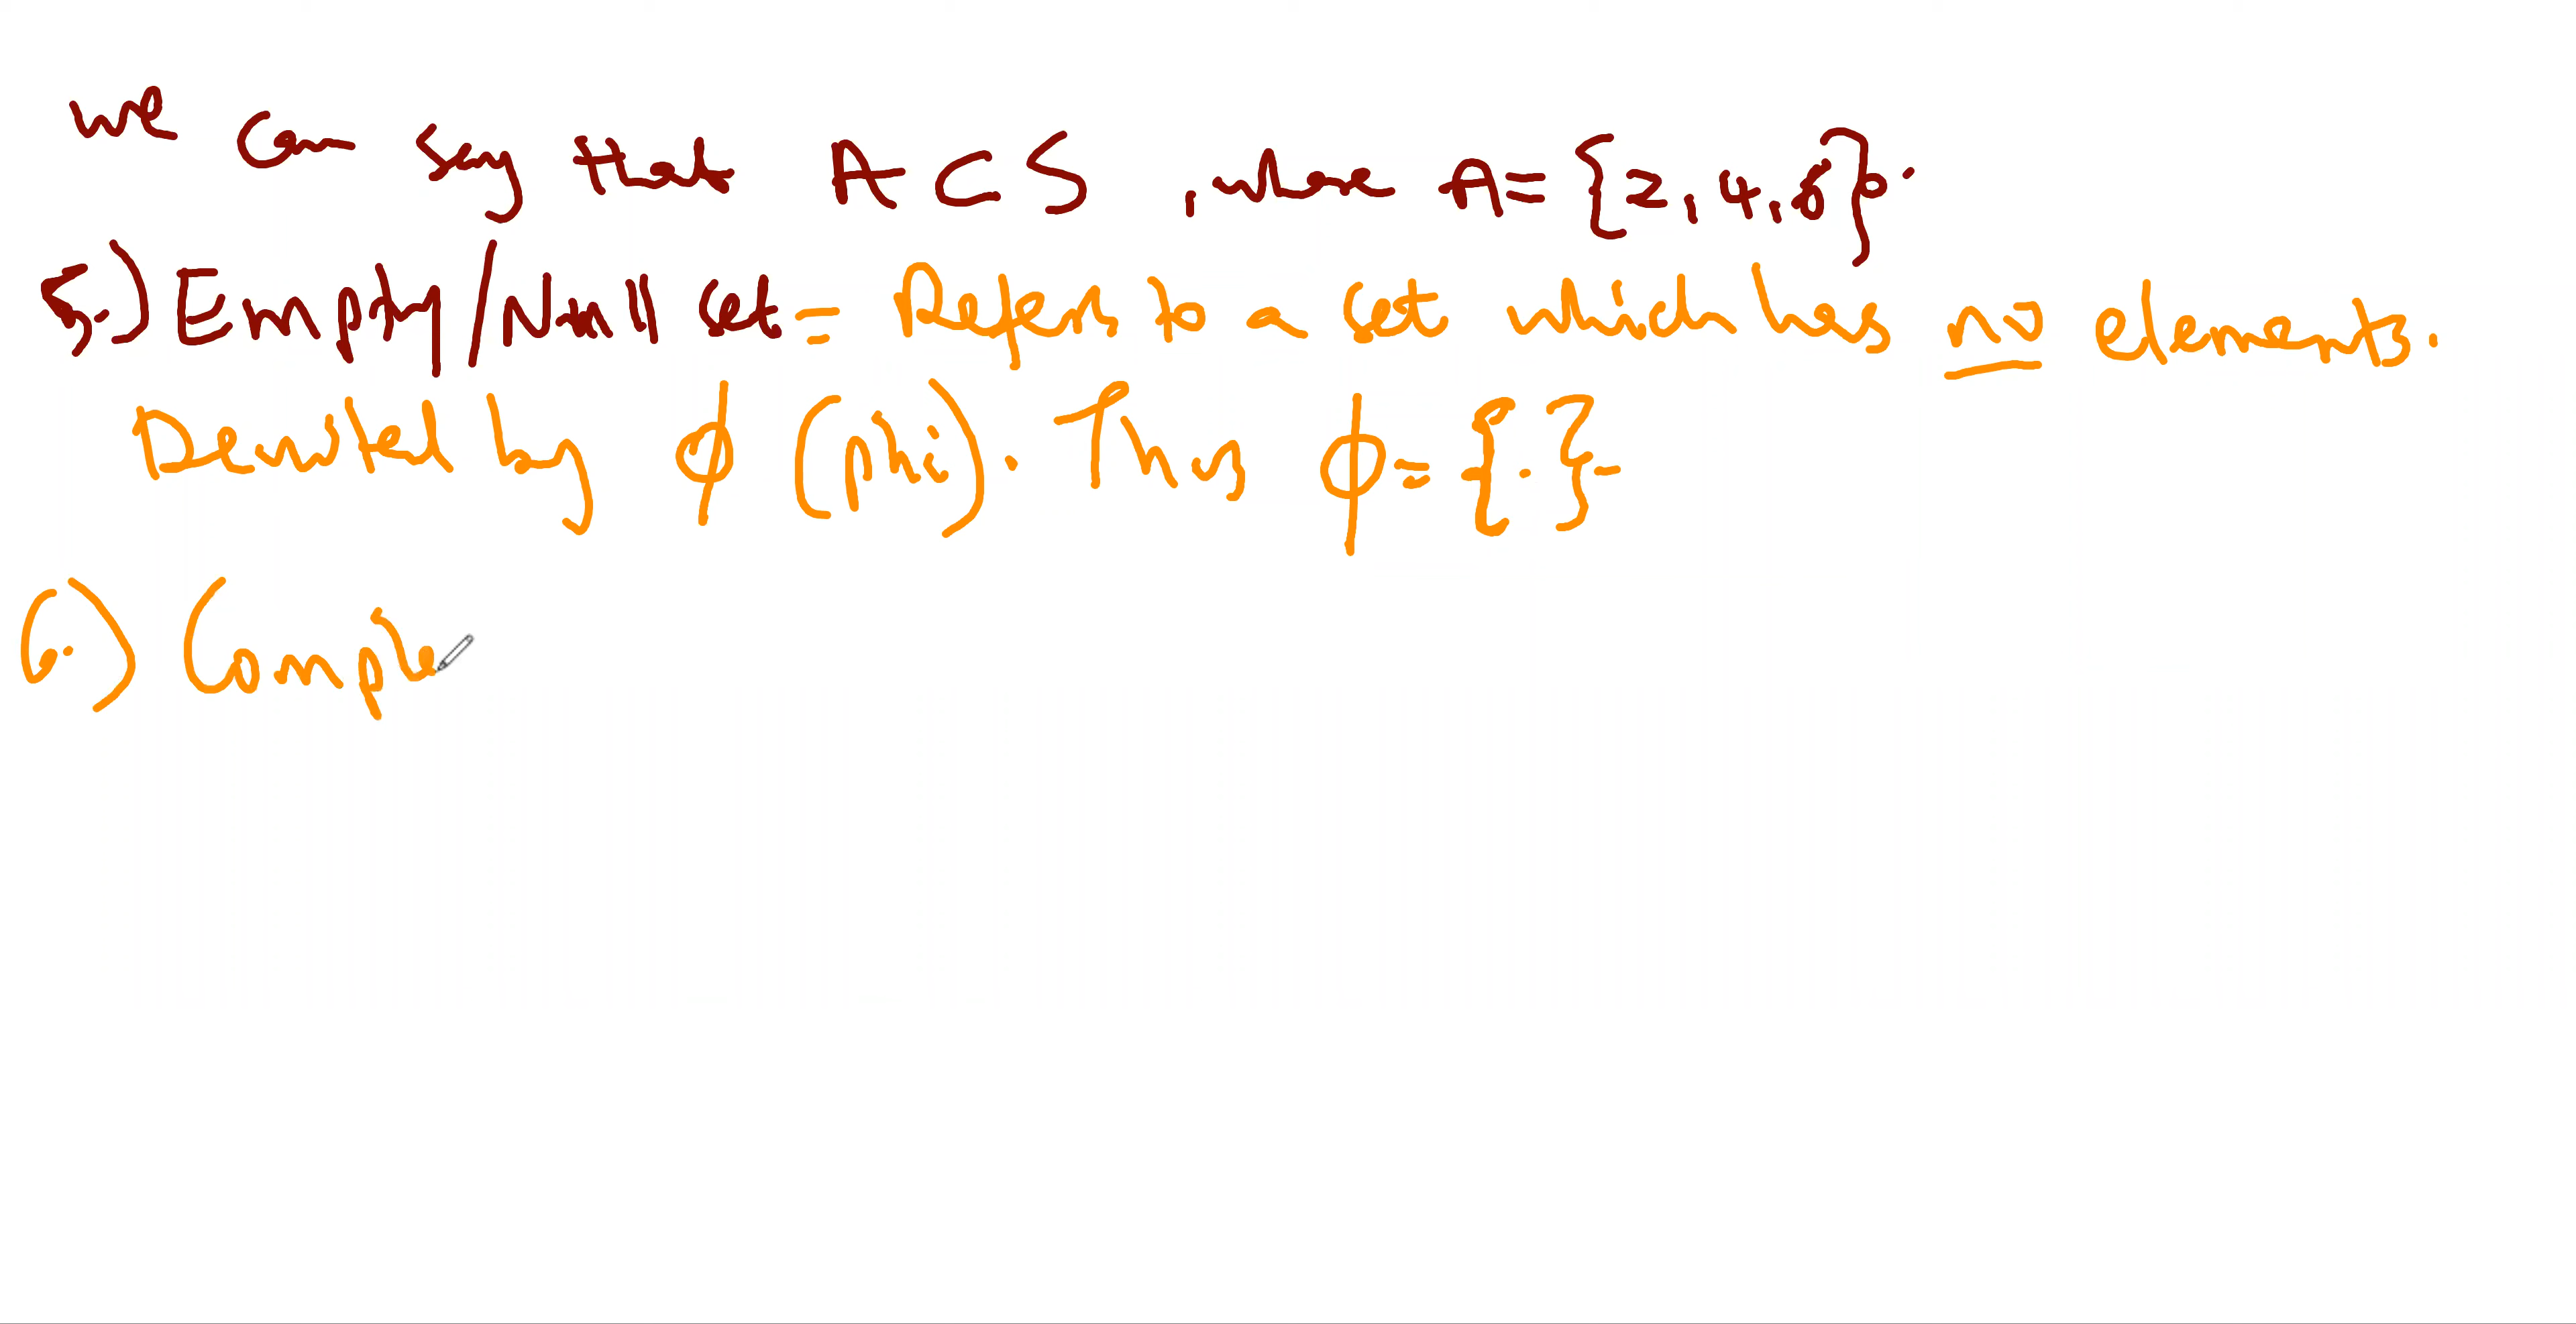 we can say that A ⊂ S, where A = {2, 4, 6}.
5.) Empty/Null set = Refers to a set which has no elements.
Denoted by ϕ (phi). Thus ϕ = {.}
6.) Comple